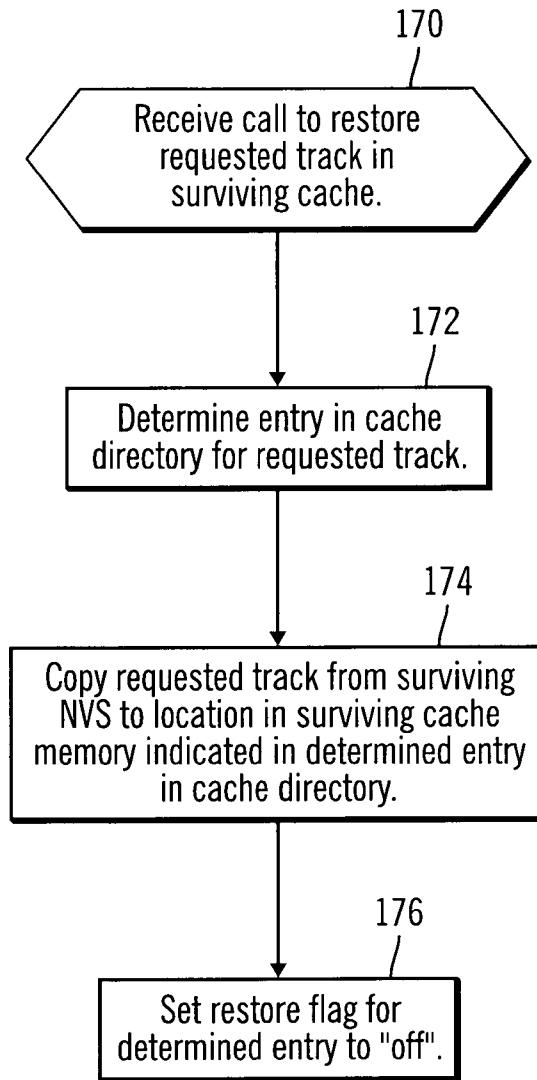 170
Receive call to restore
requested track in
surviving cache.
172
Determine entry in cache
directory for requested track.
174
Copy requested track from surviving
NVS to location in surviving cache
memory indicated in determined entry
in cache directory.
176
Set restore flag for
determined entry to "off".